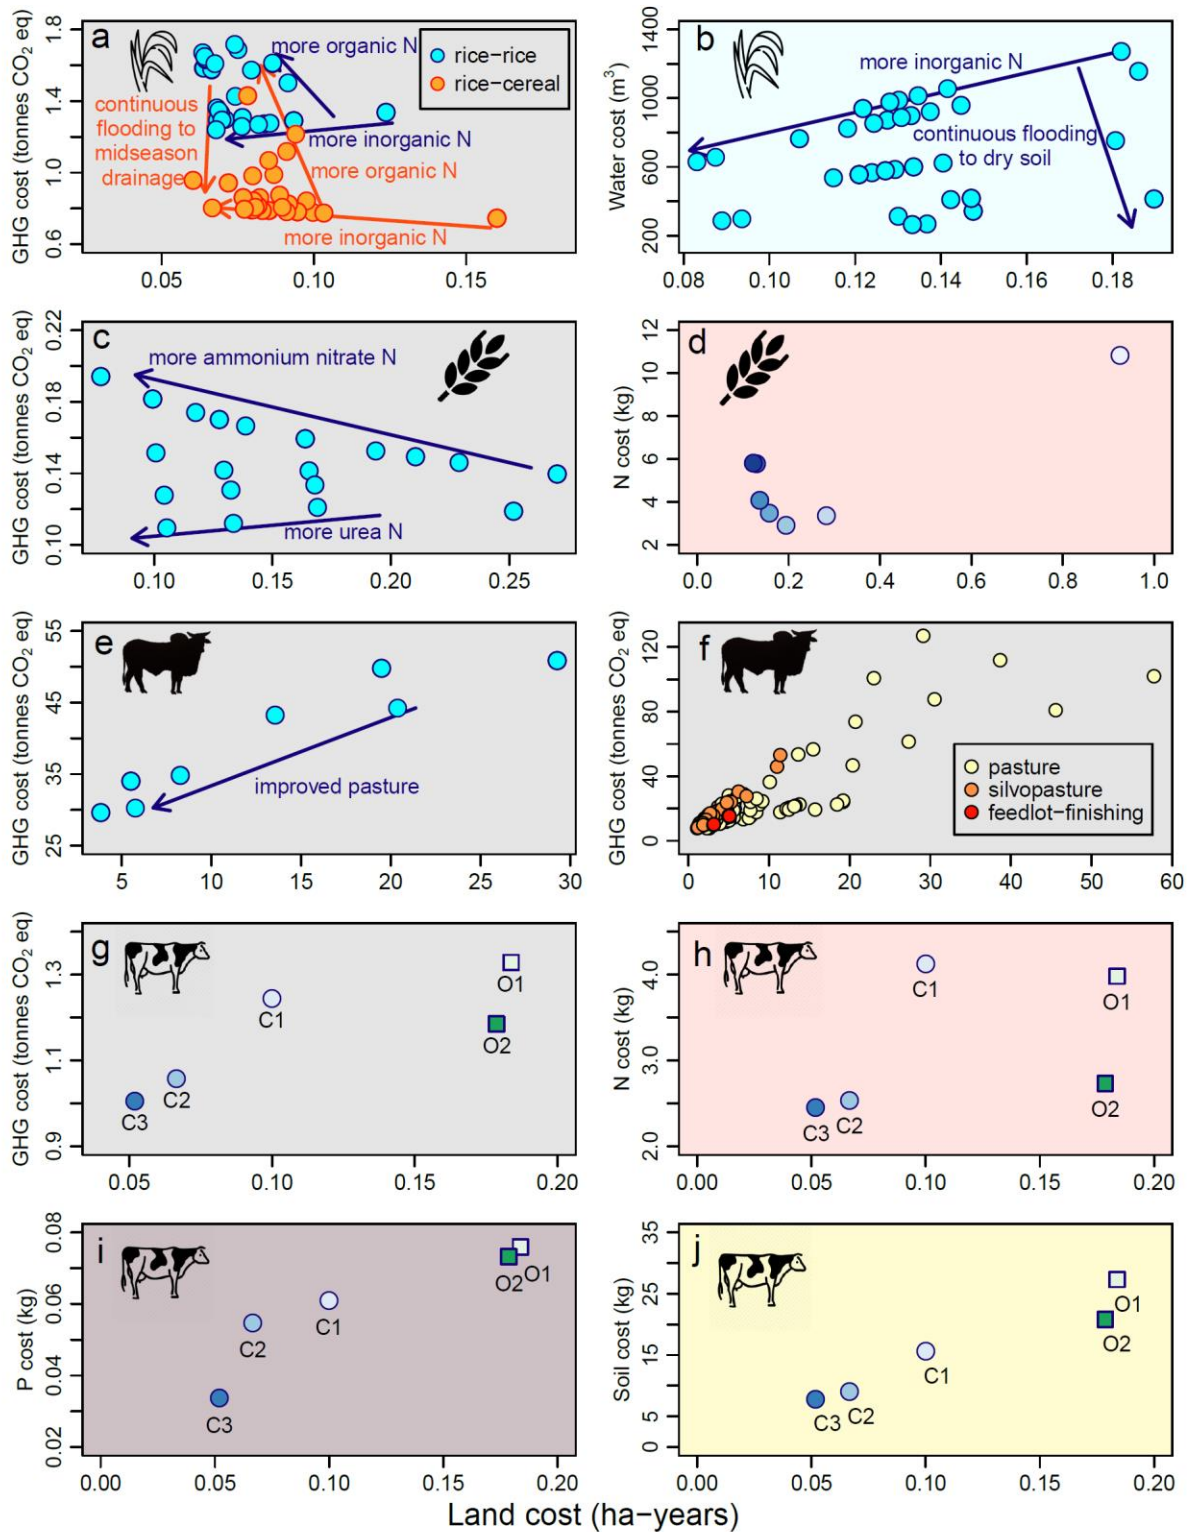 a
GHG cost (tonnes CO₂ eq)
0.6 1.0 1.4 1.8
more organic N
rice−rice
rice−cereal
continuous
flooding to
midseason
drainage
more inorganic N
more organic N
more inorganic N
0.05 0.10 0.15
b
Water cost (m³)
200 600 1000 1400
more inorganic N
continuous flooding
to dry soil
0.08 0.10 0.12 0.14 0.16 0.18
c
GHG cost (tonnes CO₂ eq)
0.10 0.14 0.18 0.22
more ammonium nitrate N
more urea N
0.10 0.15 0.20 0.25
d
N cost (kg)
2 4 6 8 10 12
0.0 0.2 0.4 0.6 0.8 1.0
e
GHG cost (tonnes CO₂ eq)
25 35 45 55
improved pasture
5 10 15 20 25 30
f
GHG cost (tonnes CO₂ eq)
0 40 80 120
pasture
silvopasture
feedlot−finishing
0 10 20 30 40 50 60
g
GHG cost (tonnes CO₂ eq)
0.9 1.1 1.3
O1
C1
O2
C2
C3
0.05 0.10 0.15 0.20
h
N cost (kg)
2.0 3.0 4.0
C1
O1
O2
C3 C2
0.00 0.05 0.10 0.15 0.20
i
P cost (kg)
0.02 0.04 0.06 0.08
O2 O1
C1
C2
C3
0.00 0.05 0.10 0.15 0.20
j
Soil cost (kg)
0 5 15 25 35
O1
O2
C1
C3 C2
0.00 0.05 0.10 0.15 0.20
Land cost (ha−years)